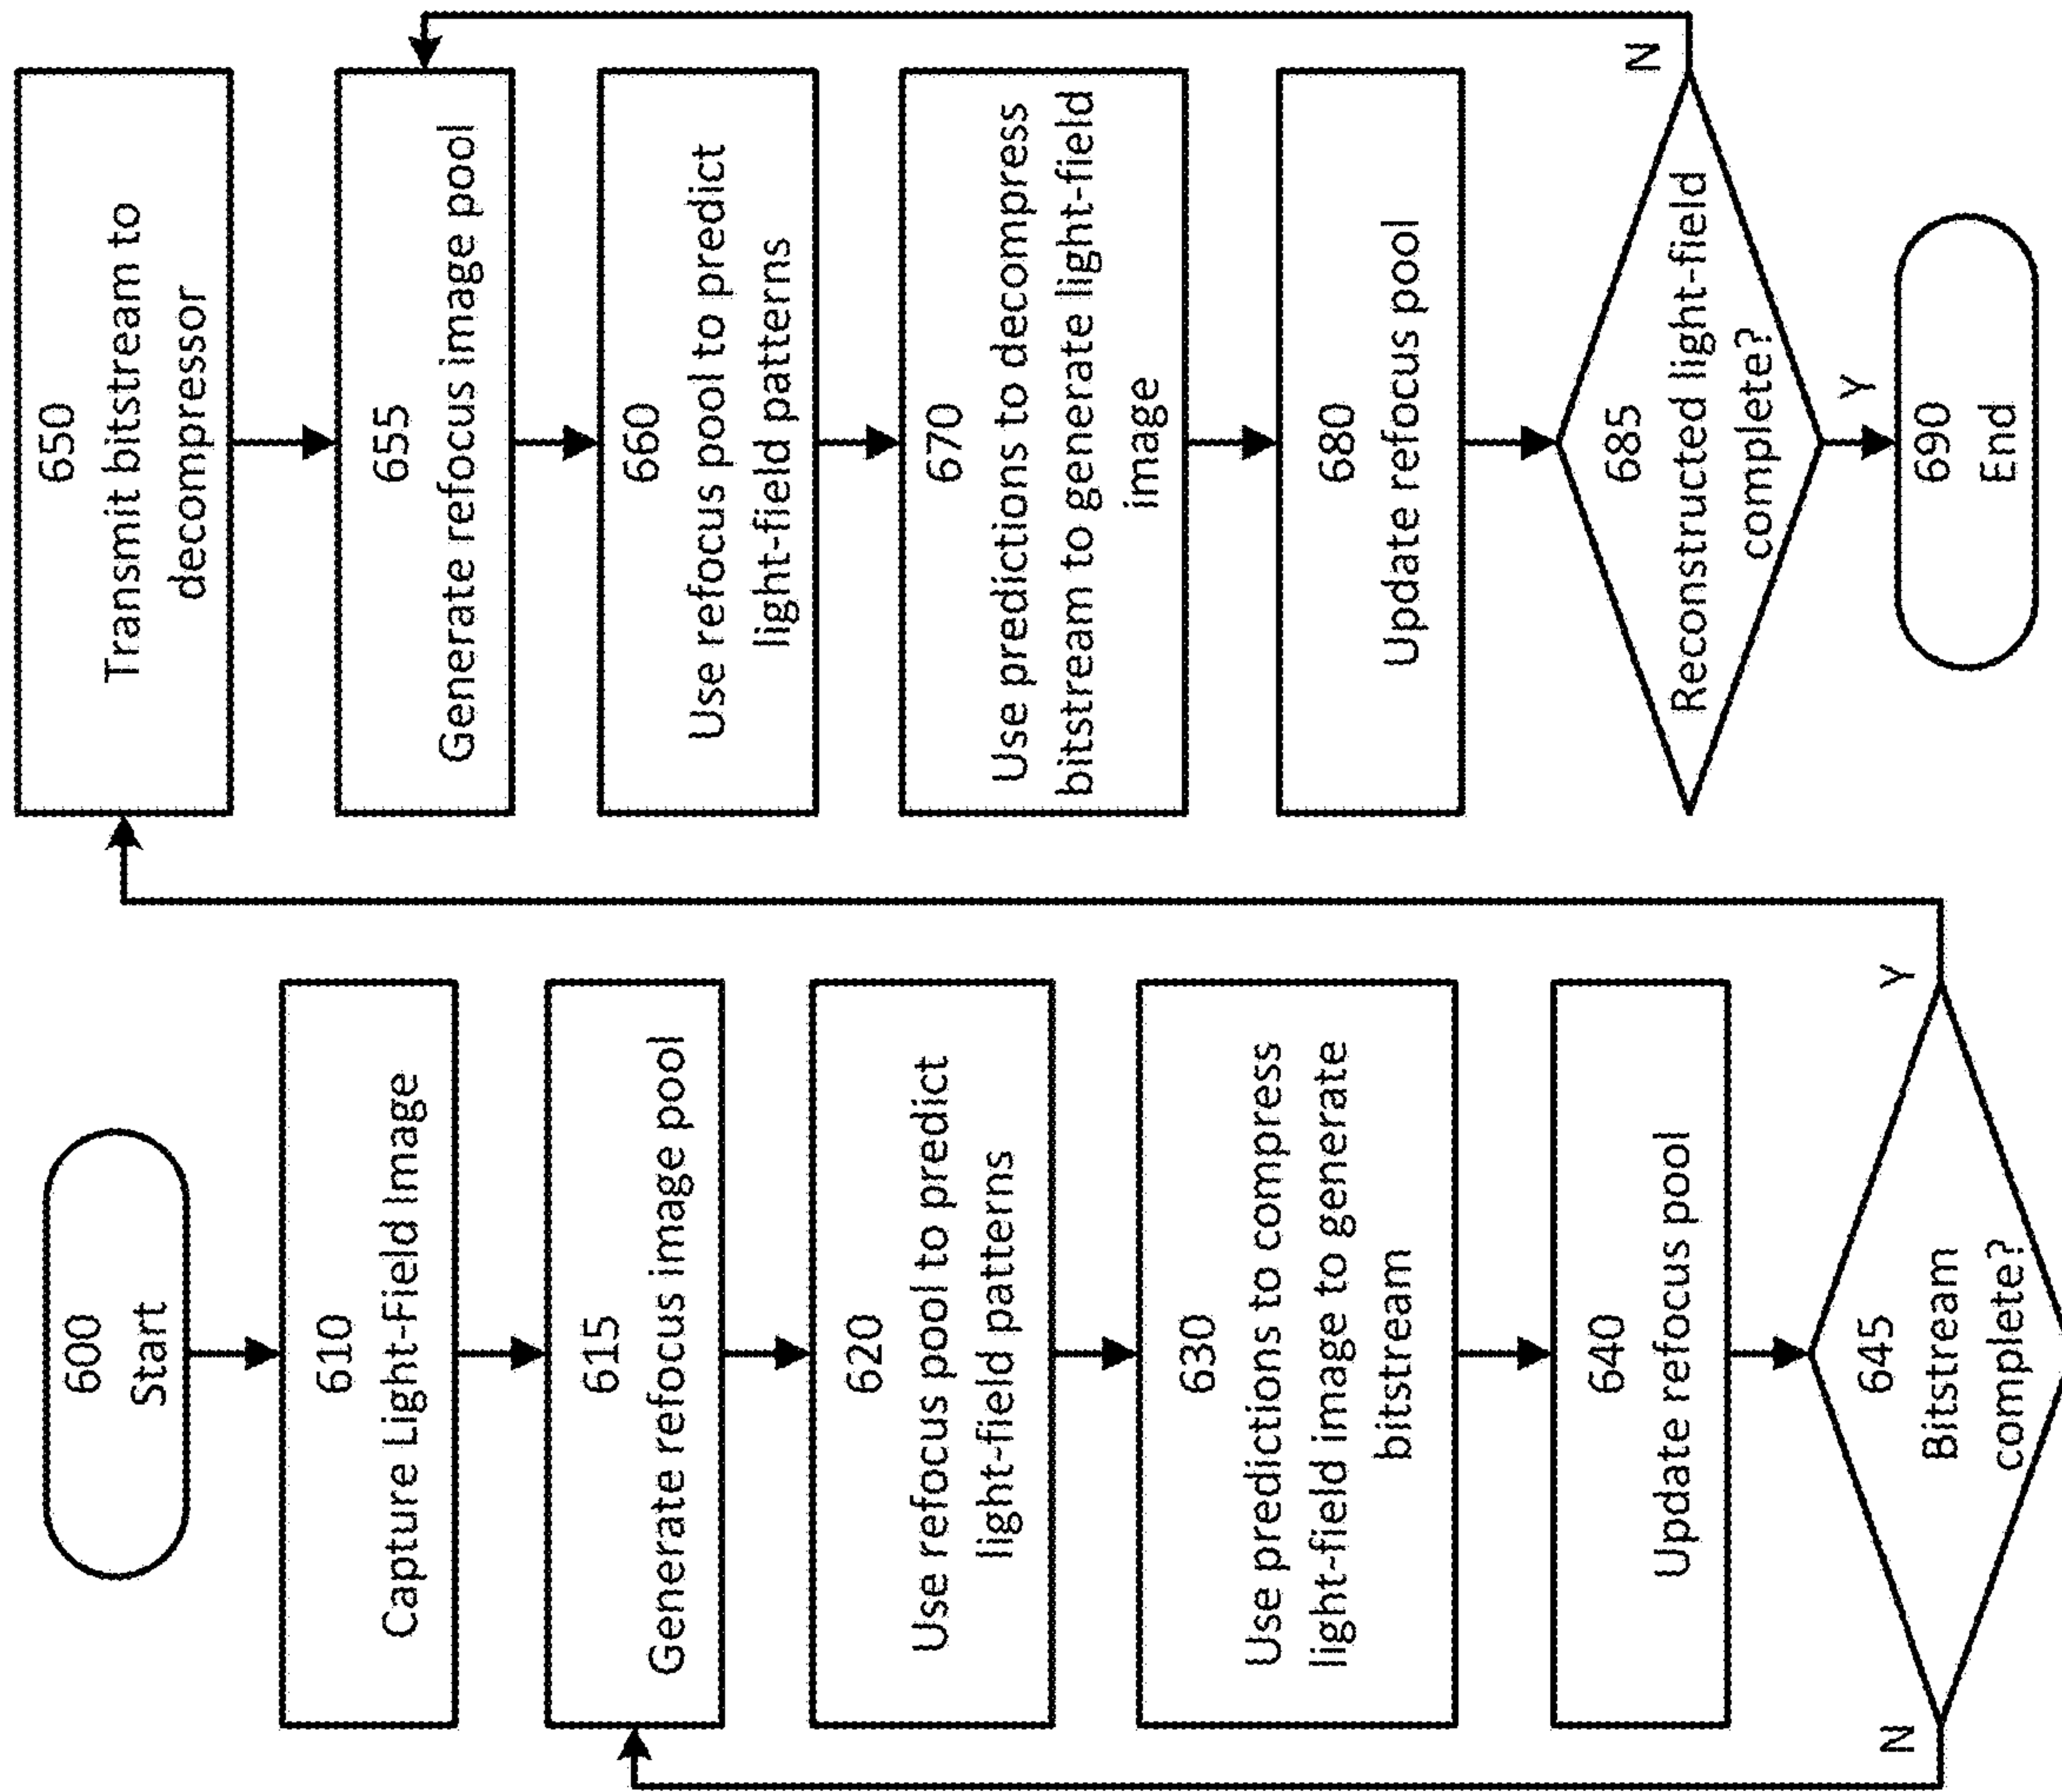 600
Start
610
Capture Light-Field Image
615
Generate refocus image pool
620
Use refocus pool to predict
light-field patterns
630
Use predictions to compress
light-field image to generate
bitstream
640
Update refocus pool
645
Bitstream
complete?
N
Y
650
Transmit bitstream to
decompressor
655
Generate refocus image pool
660
Use refocus pool to predict
light-field patterns
670
Use predictions to decompress
bitstream to generate light-field
image
680
Update refocus pool
685
Reconstructed light-field
complete?
N
Y
690
End